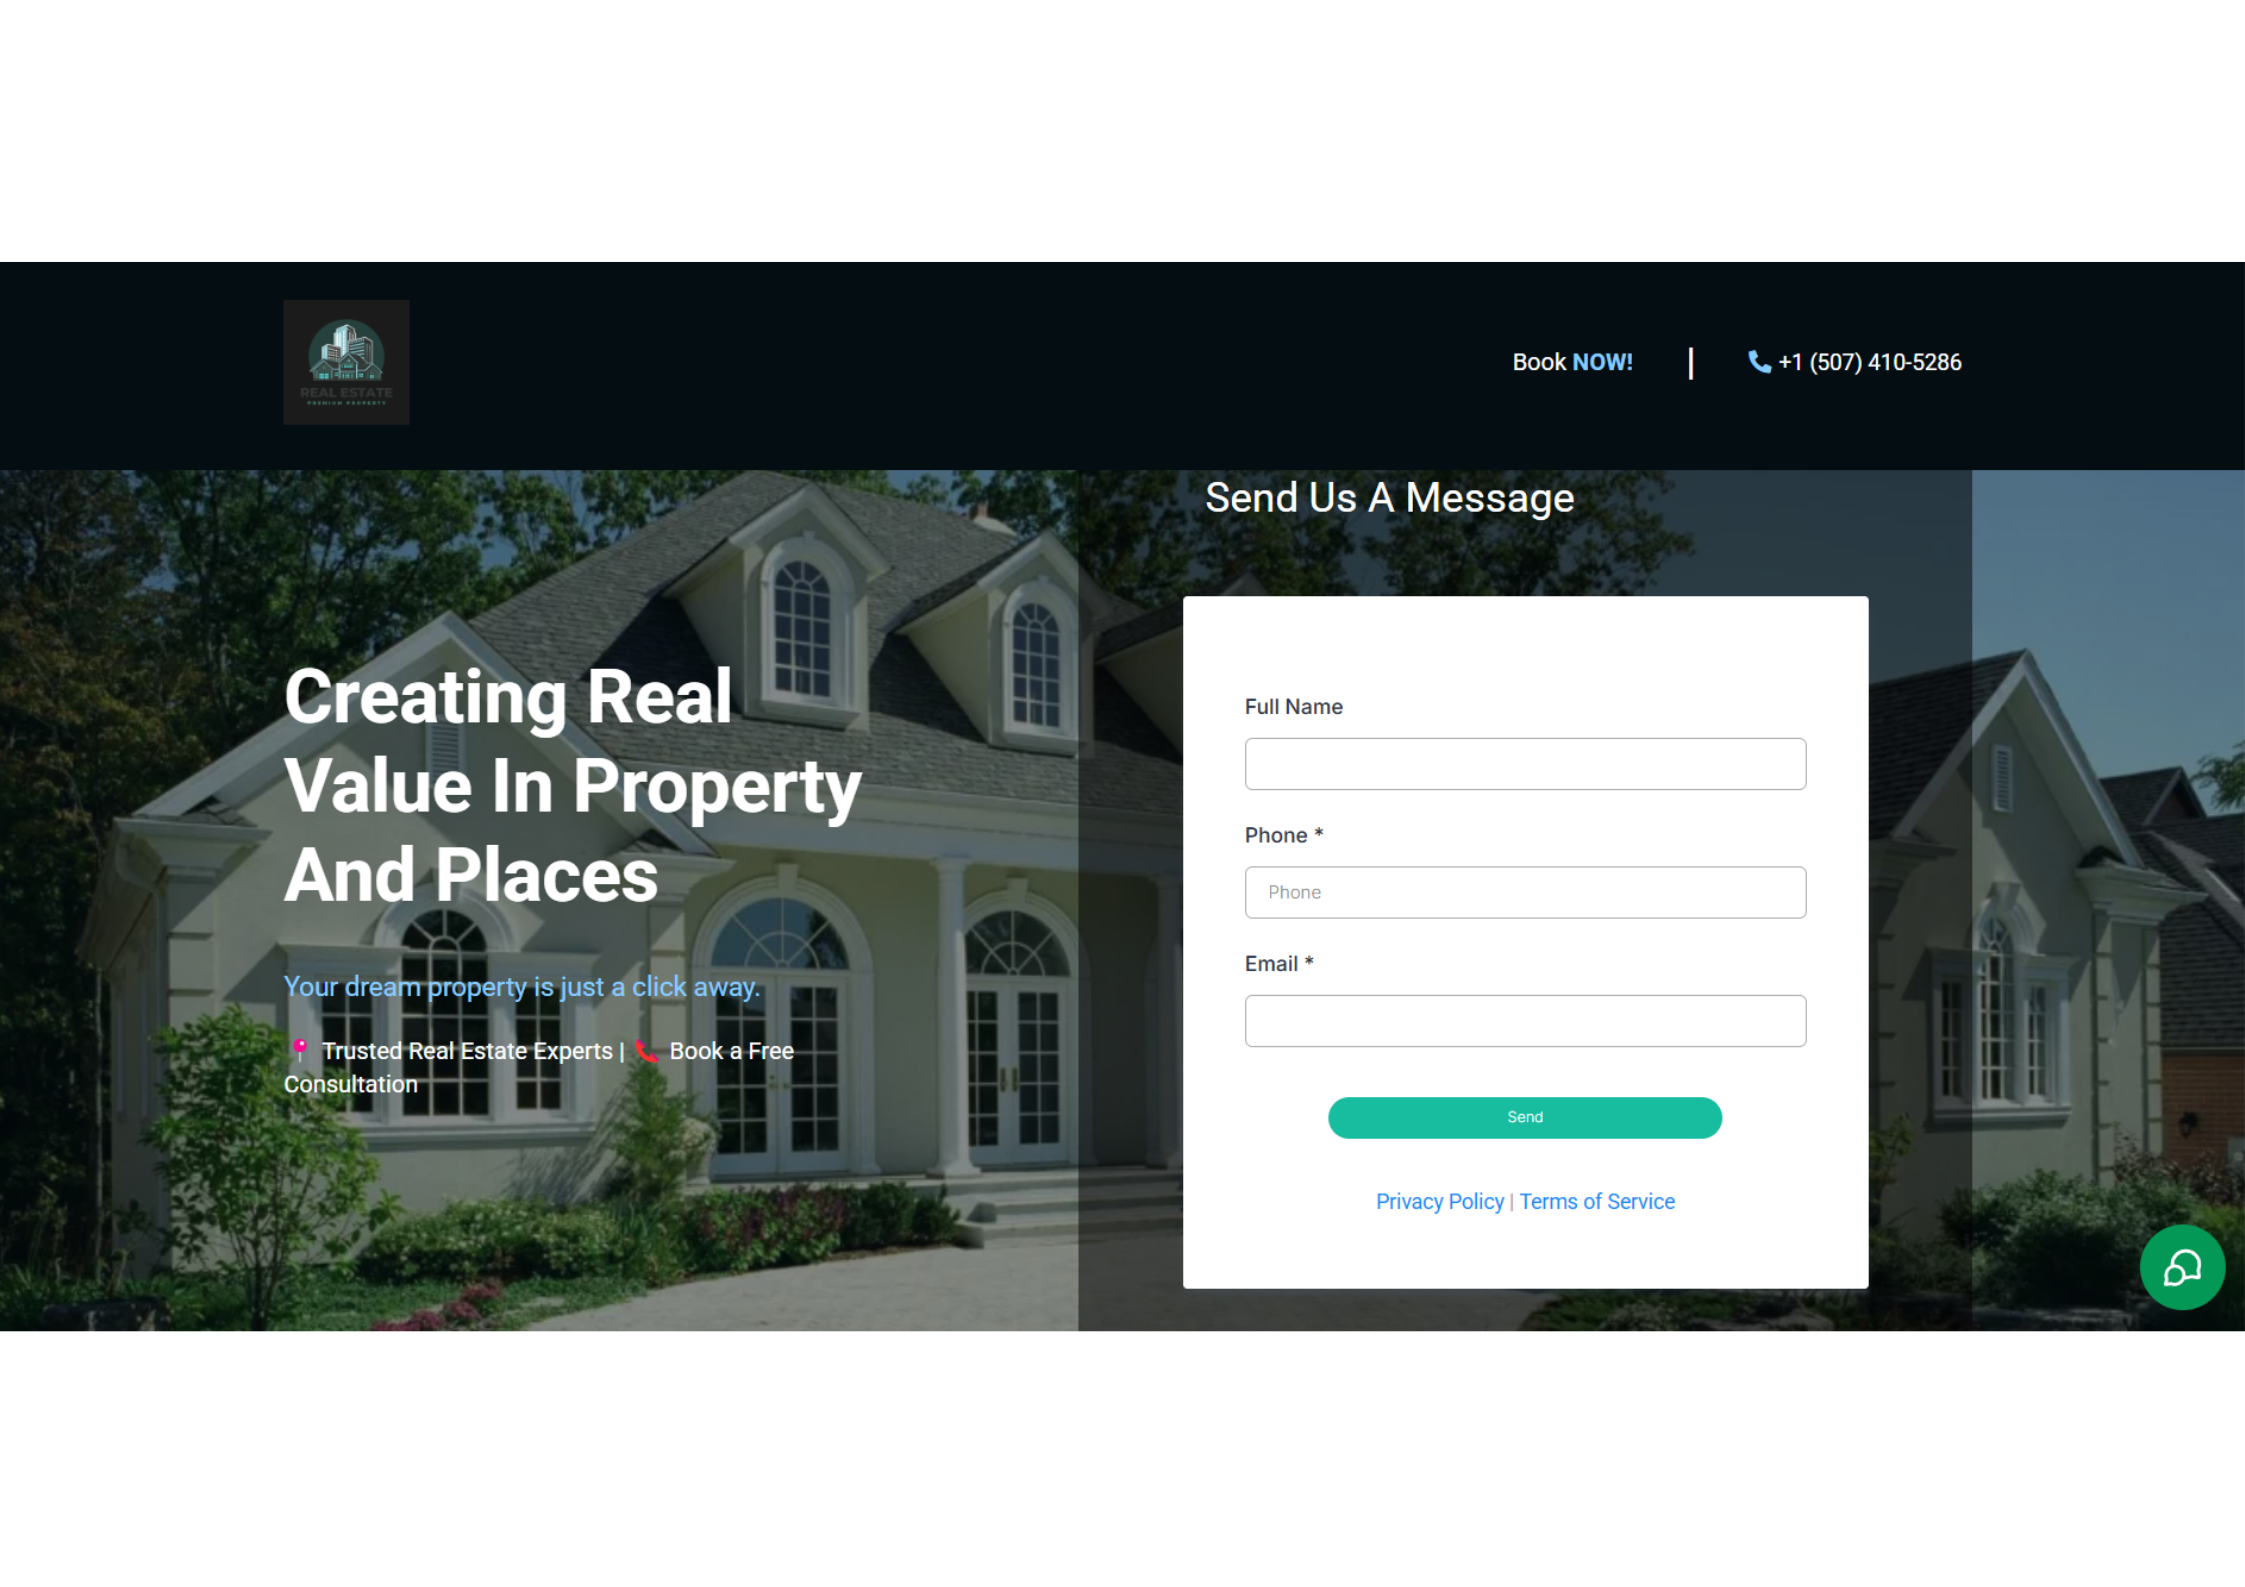 REAL ESTATE
PREMIUM PROPERTY
Book NOW!
|
+1 (507) 410-5286
Send Us A Message
Creating Real
Value In Property
And Places
Your dream property is just a click away.
📍 Trusted Real Estate Experts | 📞 Book a Free
Consultation
Full Name
Phone *
Phone
Email *
Send
Privacy Policy | Terms of Service